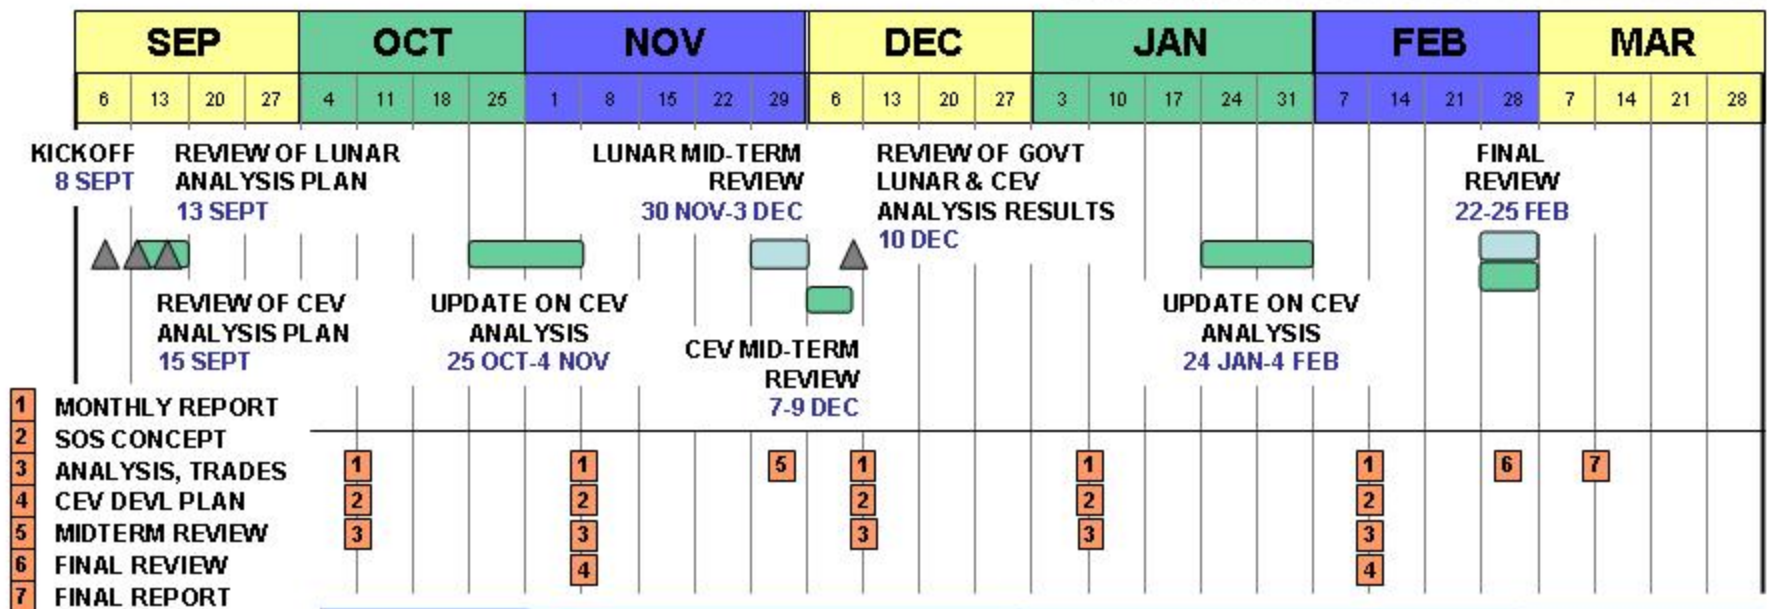 SEP OCT NOV DEC JAN FEB MAR
6 13 20 27 4 11 18 25 1 8 15 22 29 6 13 20 27 3 10 17 24 31 7 14 21 28 7 14 21 28
KICKOFF
8 SEPT
REVIEW OF LUNAR
ANALYSIS PLAN
13 SEPT
LUNAR MID-TERM
REVIEW
30 NOV-3 DEC
REVIEW OF GOVT
LUNAR & CEV
ANALYSIS RESULTS
10 DEC
FINAL
REVIEW
22-25 FEB
REVIEW OF CEV
ANALYSIS PLAN
15 SEPT
UPDATE ON CEV
ANALYSIS
25 OCT-4 NOV
CEV MID-TERM
REVIEW
7-9 DEC
UPDATE ON CEV
ANALYSIS
24 JAN-4 FEB
1 MONTHLY REPORT
2 SOS CONCEPT
3 ANALYSIS, TRADES
4 CEV DEVL PLAN
5 MIDTERM REVIEW
6 FINAL REVIEW
7 FINAL REPORT
1 1 5 1 1 1 6 7
2 2 2 2 2
3 3 3 3 3
4 4